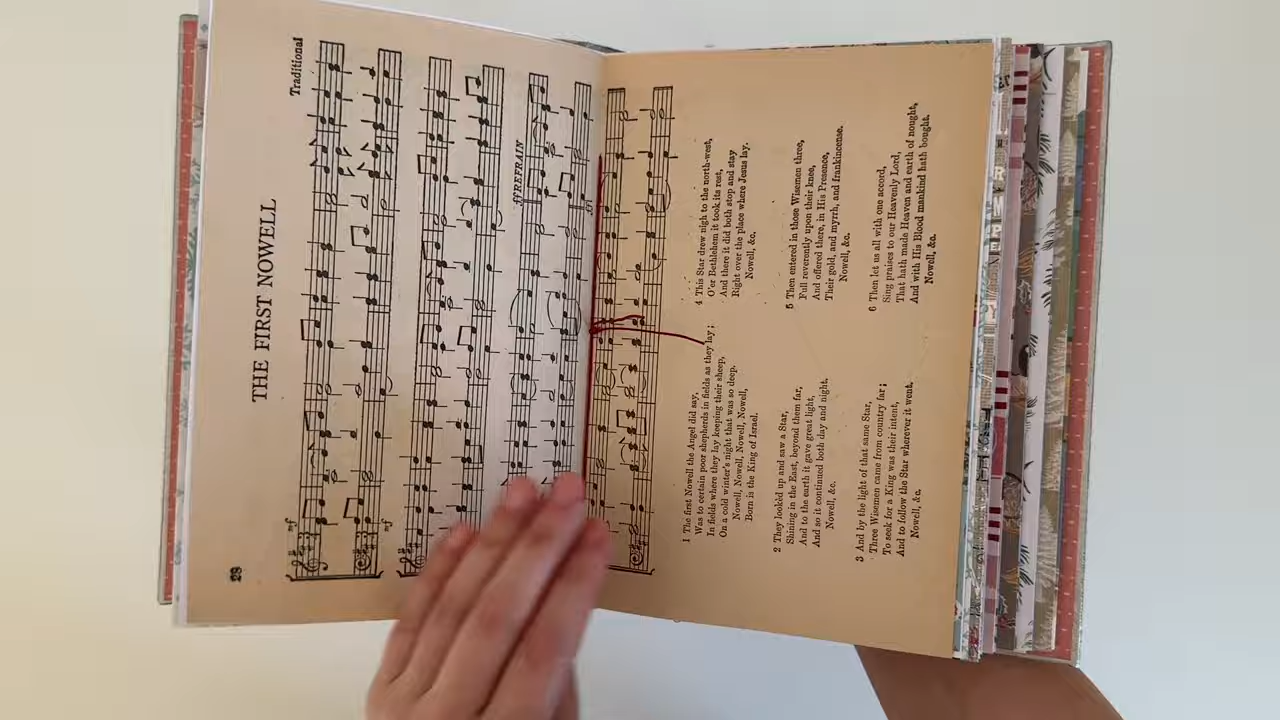 28
THE FIRST NOWELL
Traditional
mf
mf
ff REFRAIN
ff
1 The first Nowell the Angel did say,
Was to certain poor shepherds in fields as they lay;
In fields where they lay keeping their sheep,
On a cold winter's night that was so deep.
Nowell, Nowell, Nowell, Nowell,
Born is the King of Israel.
2 They lookèd up and saw a Star,
Shining in the East, beyond them far,
And to the earth it gave great light,
And so it continued both day and night.
Nowell, &c.
3 And by the light of that same Star,
Three Wisemen came from country far;
To seek for a King was their intent,
And to follow the Star wherever it went.
Nowell, &c.
4 This Star drew nigh to the north-west,
O'er Bethlehem it took its rest,
And there it did both stop and stay
Right over the place where Jesus lay.
Nowell, &c.
5 Then entered in those Wisemen three,
Full reverently upon their knee,
And offered there, in His Presence,
Their gold, and myrrh, and frankincense.
Nowell, &c.
6 Then let us all with one accord,
Sing praises to our Heavenly Lord,
That hath made Heaven and earth of nought,
And with His Blood mankind hath bought.
Nowell, &c.